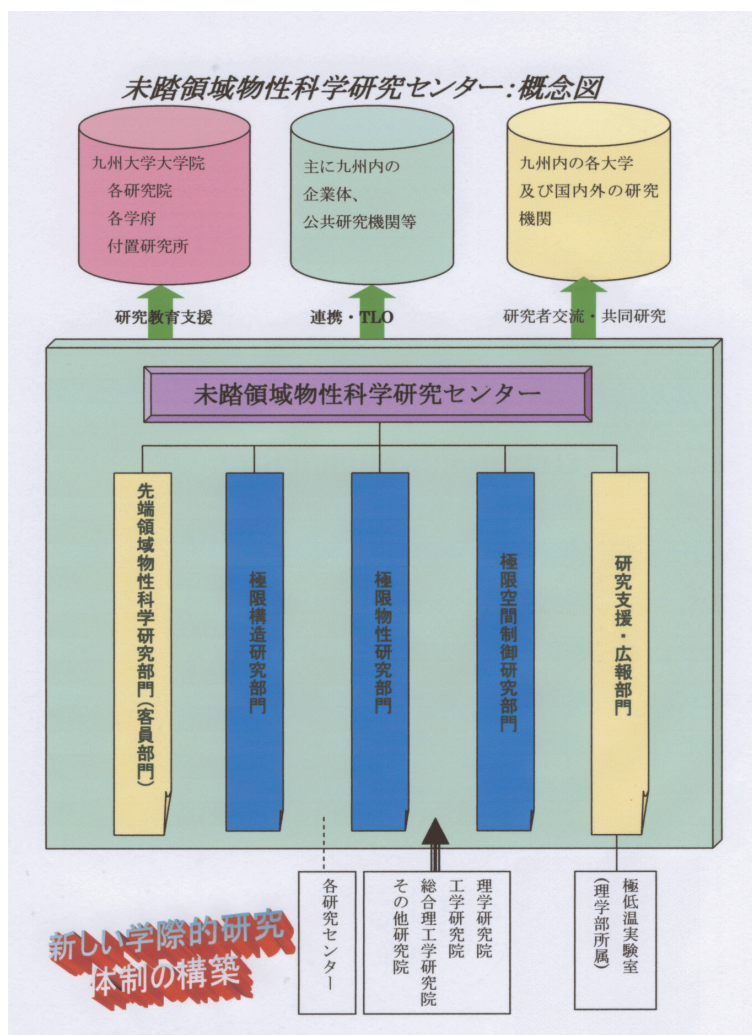 未踏領域物性科学研究センター：概念図
九州大学大学院
各研究院
各学府
付置研究所
主に九州内の
企業体、
公共研究機関等
九州内の各大学
及び国内外の研究
機関
研究教育支援
連携・TLO
研究者交流・共同研究
未踏領域物性科学研究センター
先端領域物性科学研究部門（客員部門）
極限構造研究部門
極限物性研究部門
極限空間制御研究部門
研究支援・広報部門
各研究センター
理学研究院
工学研究院
総合理工学研究院
その他研究院
極低温実験室
（理学部所属）
新しい学際的研究
体制の構築